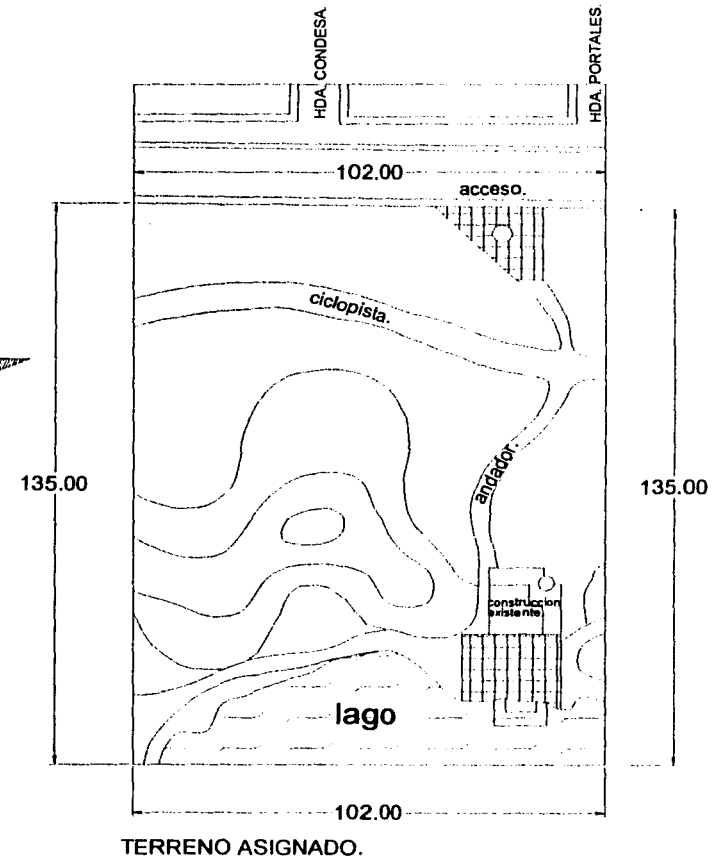 HDA. CONDESA.
HDA. PORTALES.
102.00
acceso.
ciclopista.
135.00
135.00
andador.
construccion
existente.
lago
102.00
TERRENO ASIGNADO.